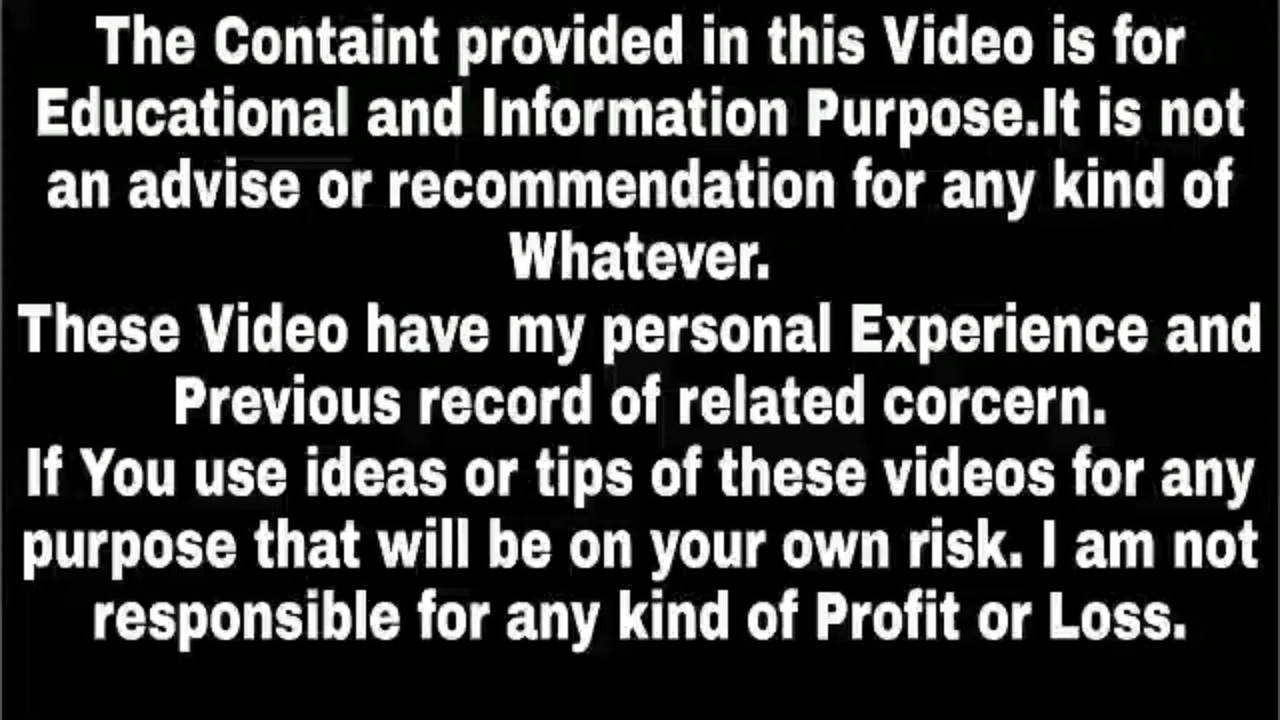 The Containt provided in this Video is for
Educational and Information Purpose.It is not
an advise or recommendation for any kind of
Whatever.
These Video have my personal Experience and
Previous record of related corcern.
If You use ideas or tips of these videos for any
purpose that will be on your own risk. I am not
responsible for any kind of Profit or Loss.